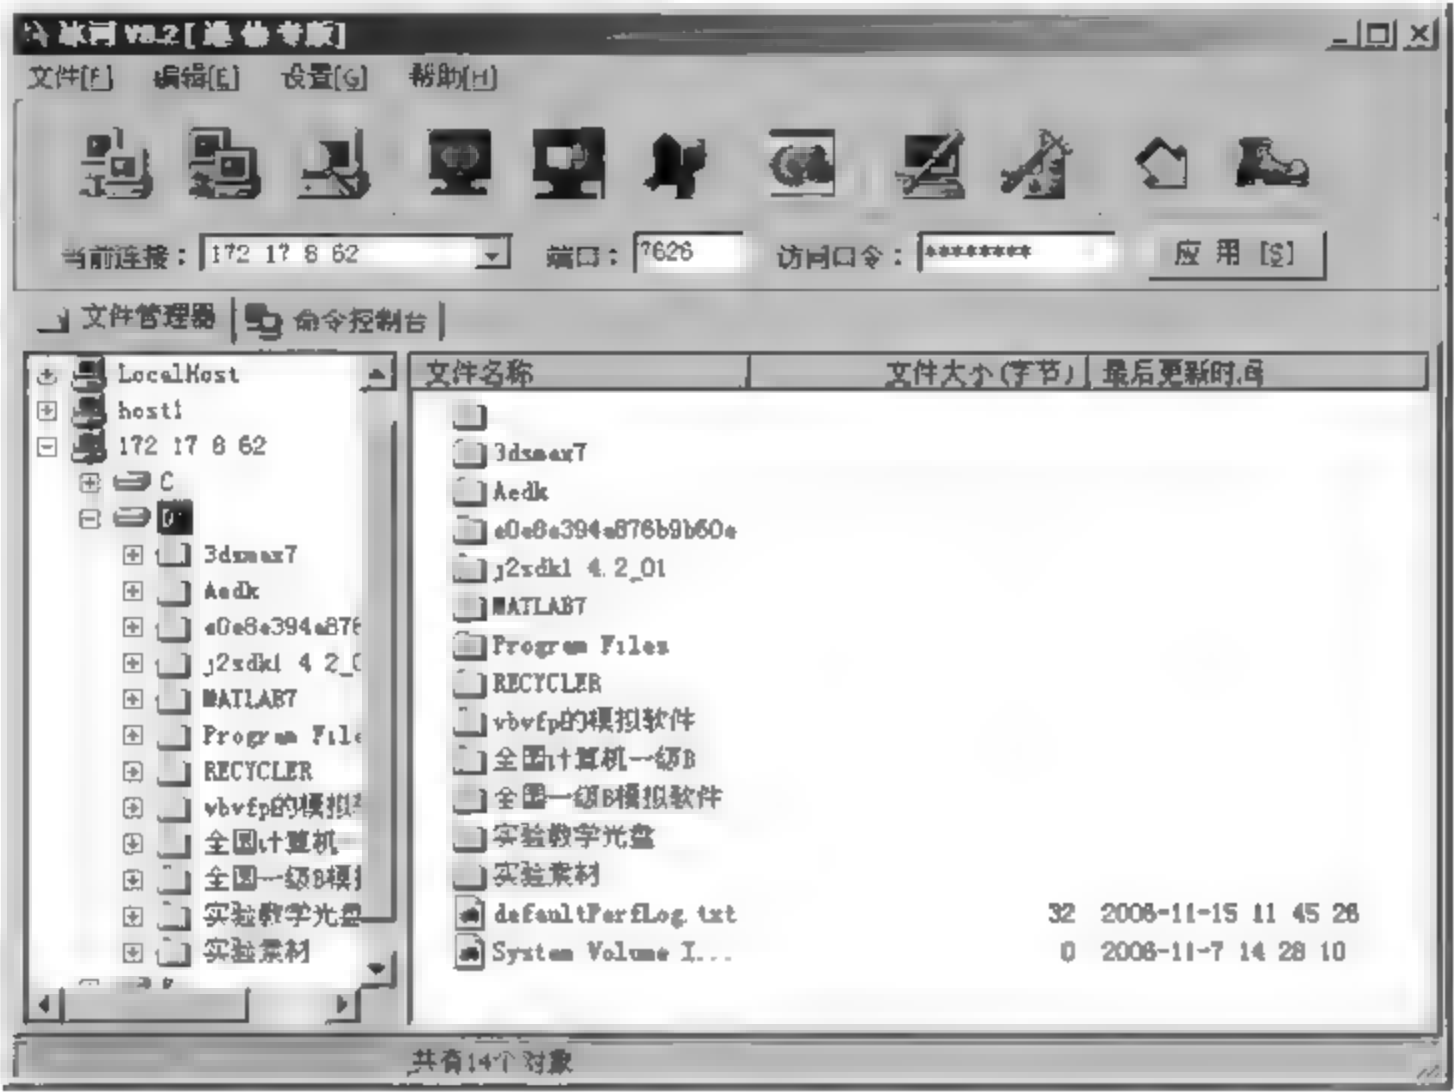 冰河 V8.2 [ 专版]
文件[F] 编辑[E] 设置[G] 帮助[H]
当前连接： 172 17 8 62 端口： 7626 访问口令： ******** 应 用 [S]
文件管理器 命令控制台
LocalHost
host1
172 17 8 62
C
D:
3dsmax7
Aedk
j2sdk1 4 2_0
MATLAB7
Program File
RECYCLER
vbvfp的模拟
全国计算机一
全国一级B模拟
实验教学光盘
实验素材
文件名称 文件大小(字节) 最后更新时间
3dsmax7
Aedk
j2sdk1 4.2_01
MATLAB7
Program Files
RECYCLER
vbvfp的模拟软件
全国计算机一级B
全国一级B模拟软件
实验教学光盘
实验素材
defaultPerfLog.txt 32 2006-11-15 11 45 26
System Volume I... 0 2006-11-7 14 28 10
共有14个对象